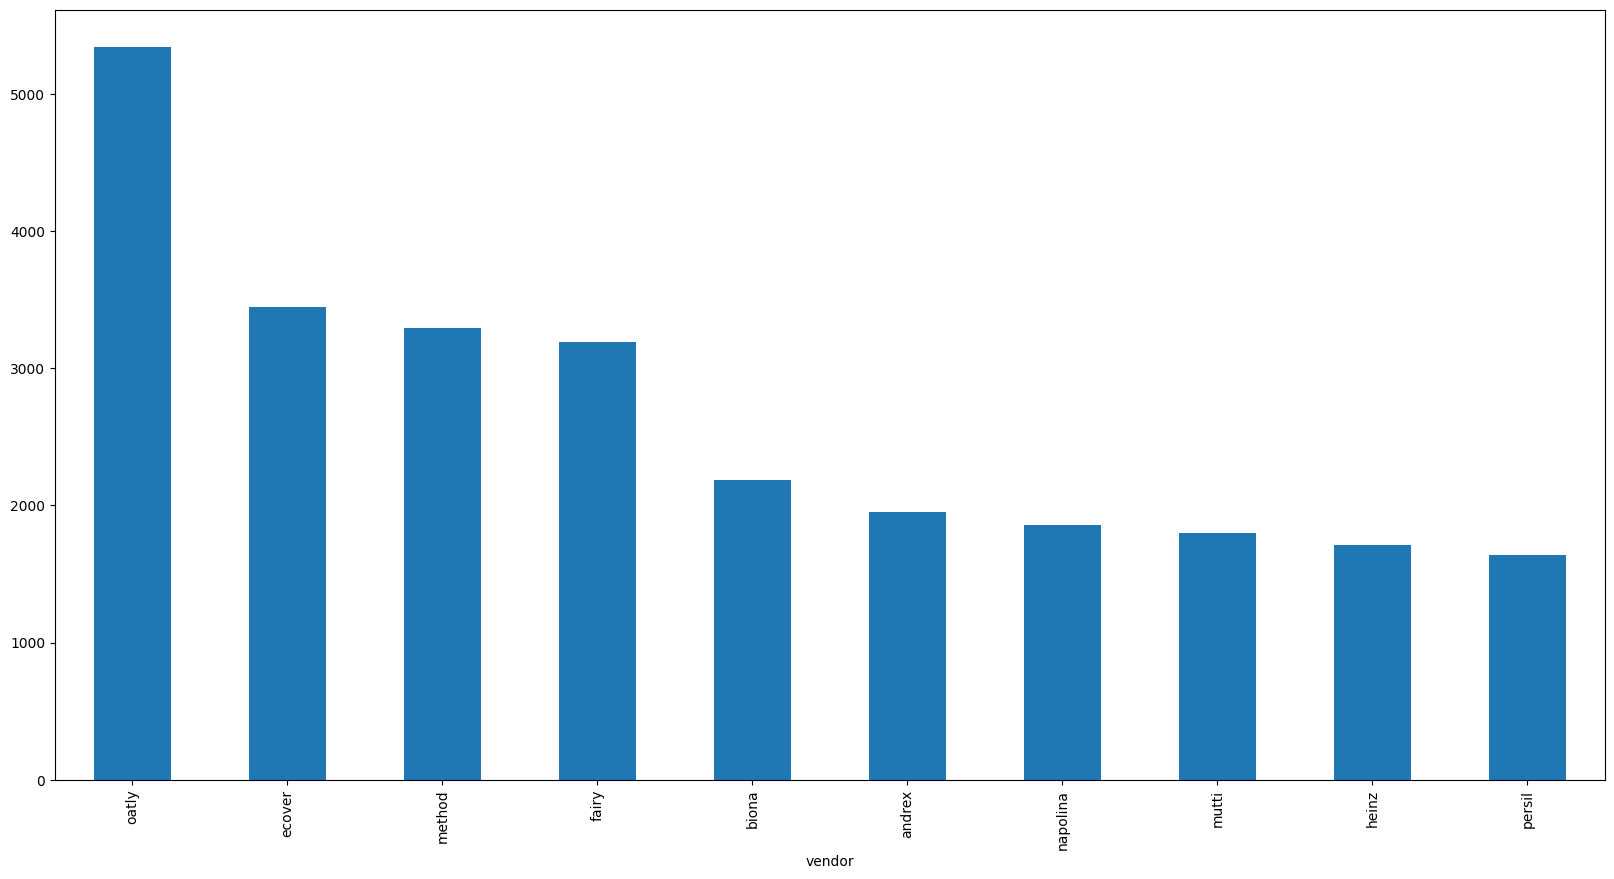 5000
4000
3000
2000
1000
0
oatly
ecover
method
fairy
biona
andrex
napolina
mutti
heinz
persil
vendor